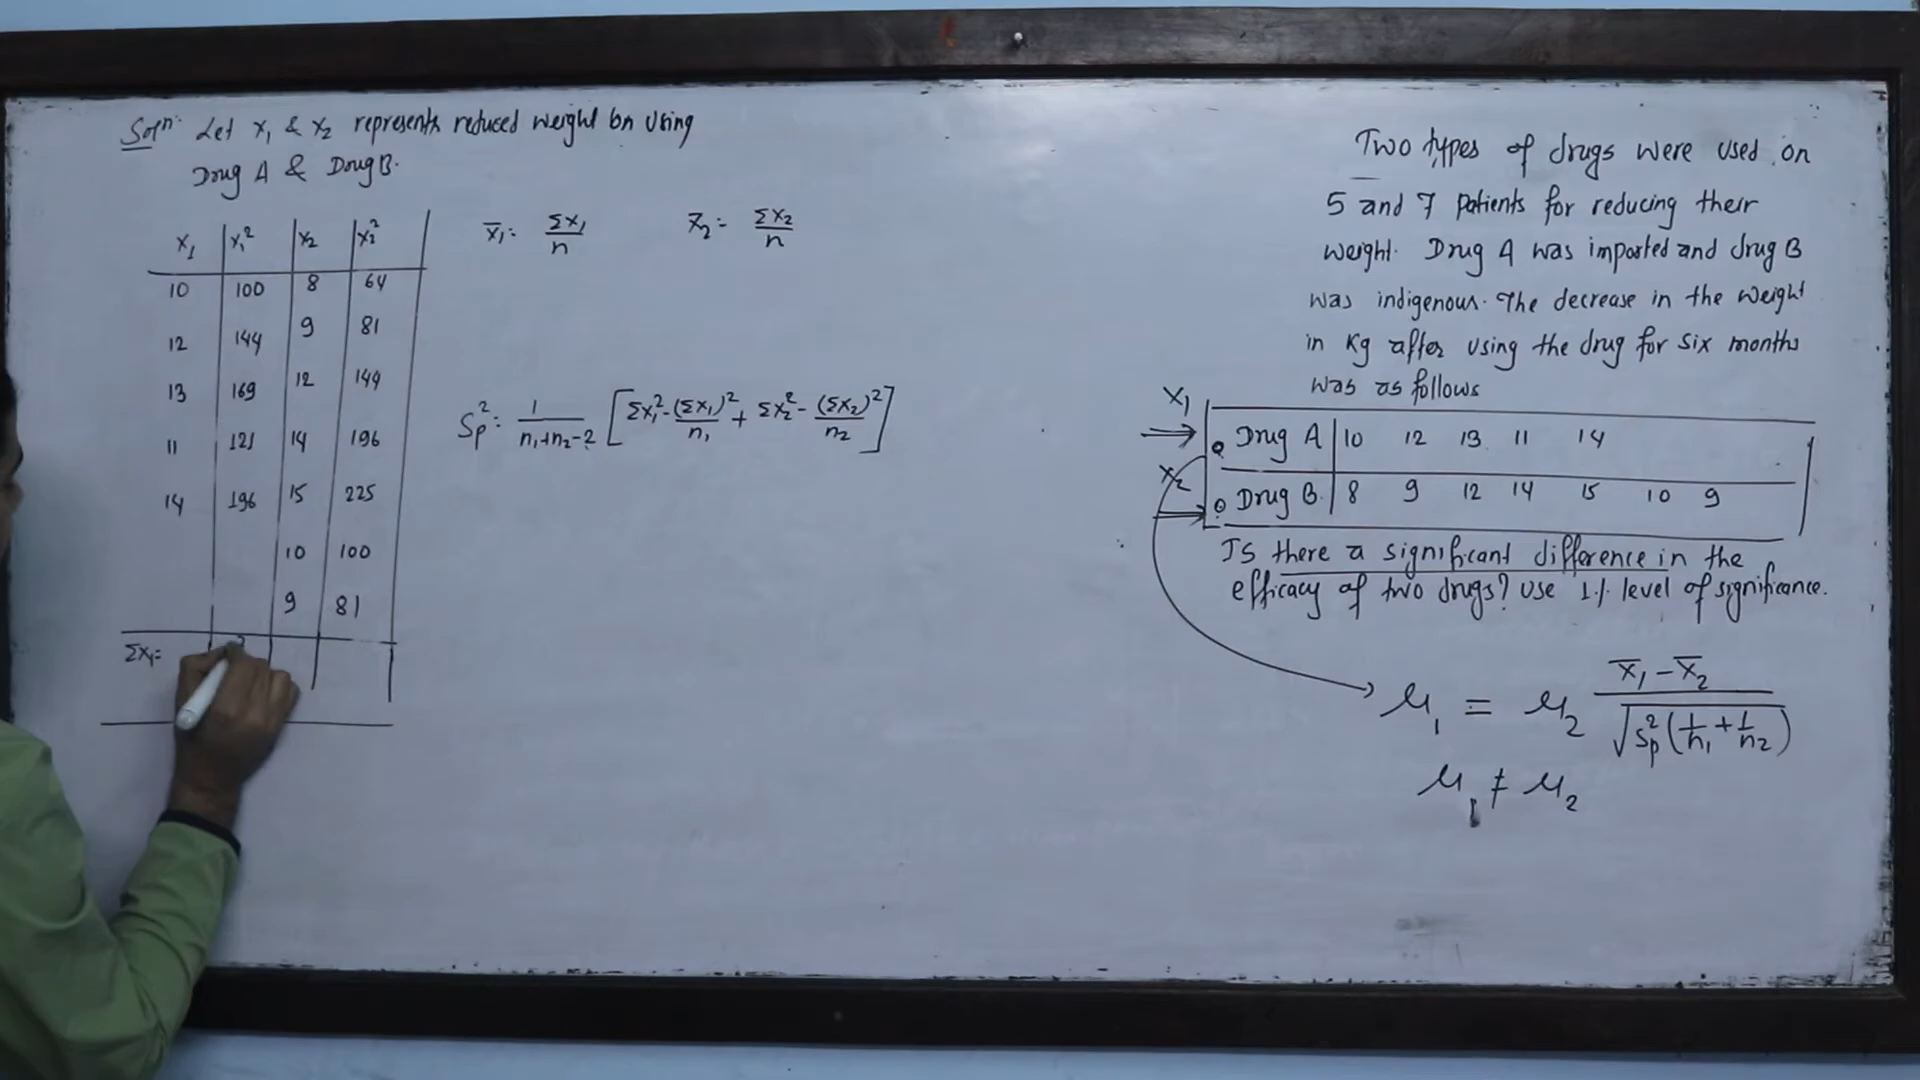 Solⁿ: Let x₁ & x₂ represents reduced weight on using
Drug A & Drug B.
x₁ x₁² x₂ x₂²
10 100 8 64
12 144 9 81
13 169 12 144
11 121 14 196
14 196 15 225
10 100
9 81
Σx₁=
x̄₁= Σx₁/n x̄₂= Σx₂/n
Sp²= 1/(n₁+n₂-2) [Σx₁²-(Σx₁)²/n₁ + Σx₂²-(Σx₂)²/n₂]
Two types of drugs were used on
5 and 7 patients for reducing their
weight. Drug A was imported and drug B
was indigenous. The decrease in the weight
in Kg after using the drug for six months
was as follows
x₁ Drug A 10 12 13 11 14
x₂ Drug B. 8 9 12 14 15 10 9
Is there a significant difference in the
efficacy of two drugs? Use 1.%. level of significance.
μ₁ = μ₂ (x̄₁-x̄₂)/√(Sp²(1/n₁+1/n₂))
μ₁ ≠ μ₂